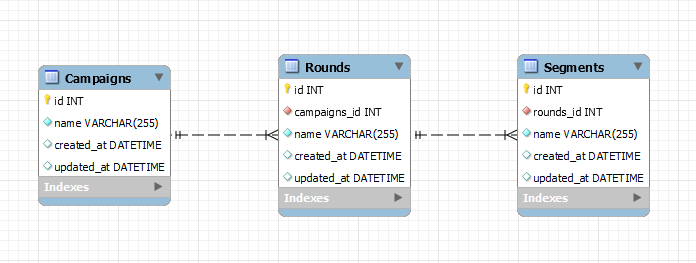 Campaigns
id INT
name VARCHAR(255)
created_at DATETIME
updated_at DATETIME
Indexes
Rounds
id INT
campaigns_id INT
name VARCHAR(255)
created_at DATETIME
updated_at DATETIME
Indexes
Segments
id INT
rounds_id INT
name VARCHAR(255)
created_at DATETIME
updated_at DATETIME
Indexes